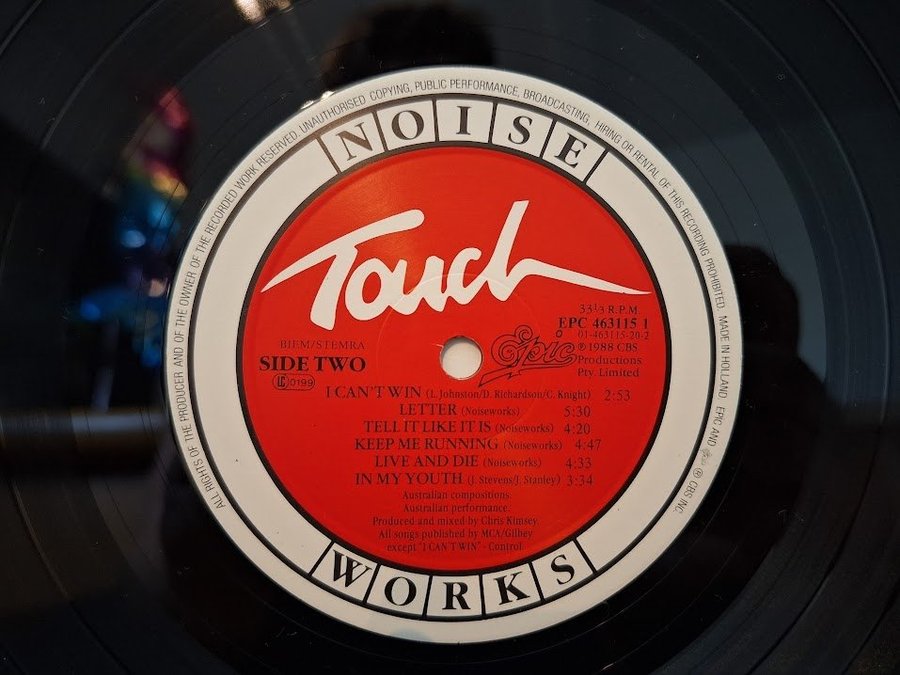 ALL RIGHTS OF THE PRODUCER AND OF THE OWNER OF THE RECORDED WORK RESERVED. UNAUTHORISED COPYING, PUBLIC PERFORMANCE, BROADCASTING, HIRING OR RENTAL OF THIS RECORDING PROHIBITED. MADE IN HOLLAND EPIC AND ℗ CBS INC.
NOISE
Touch
33 1/3 R.P.M.
EPC 463115 1
01-463115-20-2
Epic
℗ 1988 CBS
Productions
Pty. Limited
BIEM/STEMRA
SIDE TWO
LC 0199
I CAN'T WIN (L. Johnston/D. Richardson/C. Knight) 2:53
LETTER (Noiseworks) 5:30
TELL IT LIKE IT IS (Noiseworks) 4:20
KEEP ME RUNNING (Noiseworks) 4:47
LIVE AND DIE (Noiseworks) 4:33
IN MY YOUTH (J. Stevens/J. Stanley) 3:34
Australian compositions.
Australian performance.
Produced and mixed by Chris Kimsey.
All songs published by MCA/Gilbey
except "I CAN'T WIN" - Control
WORKS